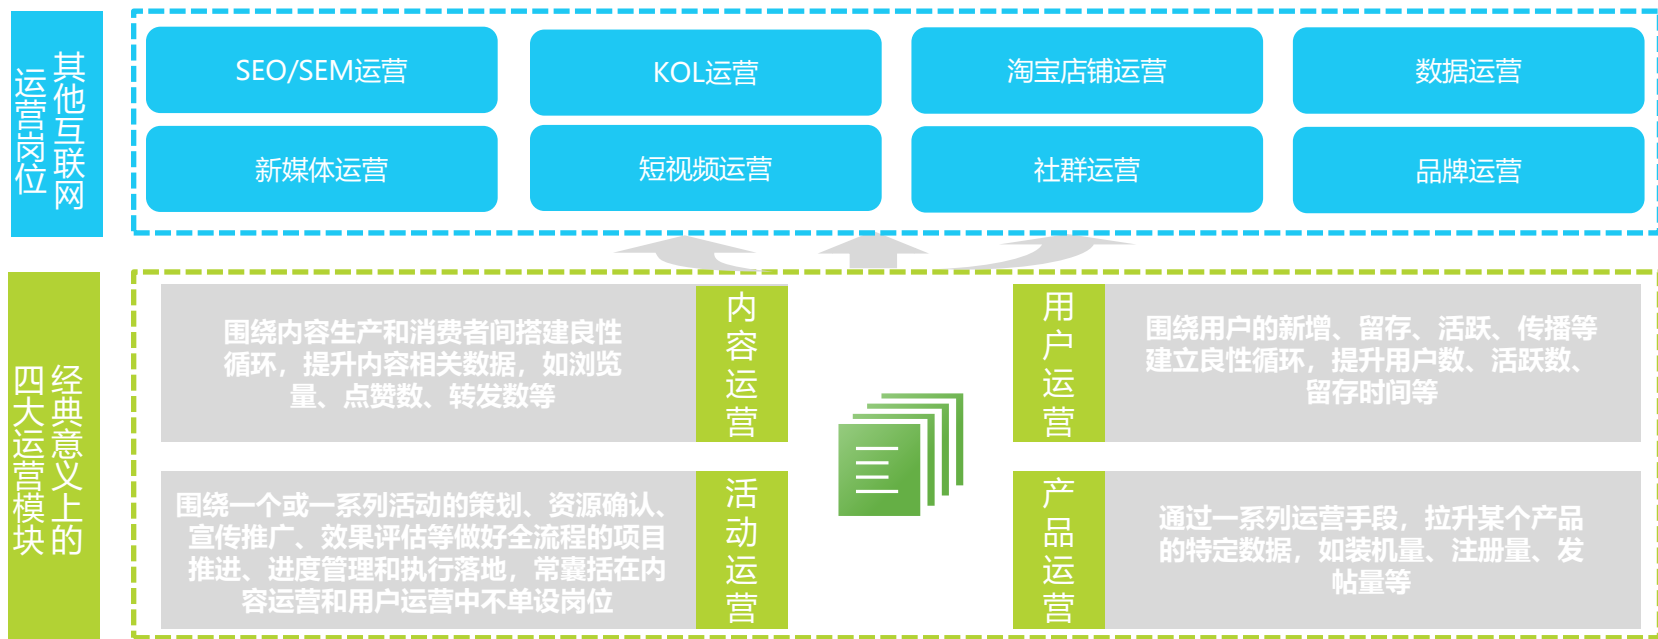 其他互联网
运营岗位
SEO/SEM运营
KOL运营
淘宝店铺运营
数据运营
新媒体运营
短视频运营
社群运营
品牌运营
经典意义上的
四大运营模块
围绕内容生产和消费者间搭建良性
循环，提升内容相关数据，如浏览
量、点赞数、转发数等
内容运营
用户运营
围绕用户的新增、留存、活跃、传播等
建立良性循环，提升用户数、活跃数、
留存时间等
围绕一个或一系列活动的策划、资源确认、
宣传推广、效果评估等做好全流程的项目
推进、进度管理和执行落地，常囊括在内
容运营和用户运营中不单设岗位
活动运营
产品运营
通过一系列运营手段，拉升某个产品
的特定数据，如装机量、注册量、发
帖量等